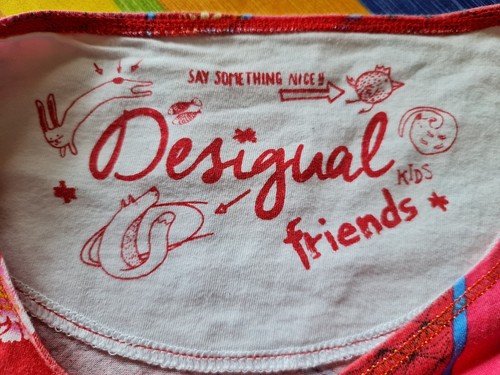 SAY SOMETHING NICE!!
Desigual
KIDS
friends